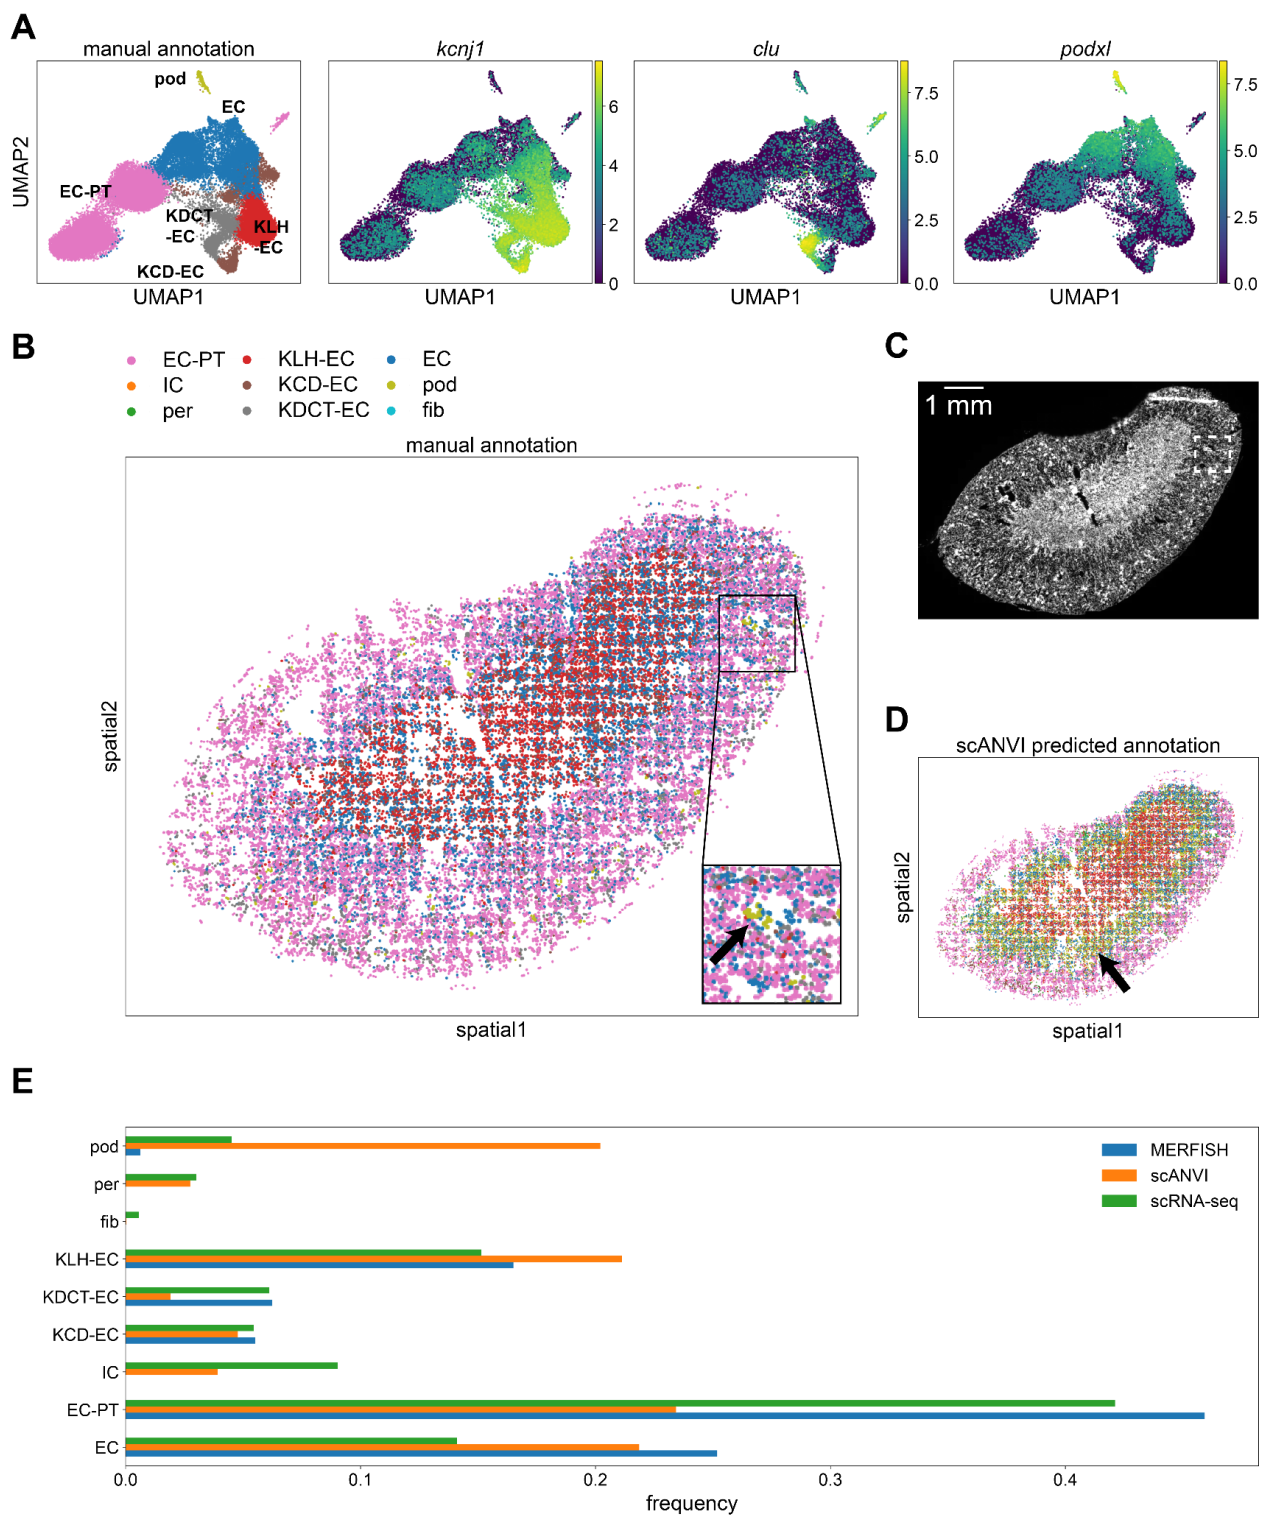 A
manual annotation
kcnj1
clu
podxl
pod
EC
EC-PT
KDCT
-EC
KLH
-EC
KCD-EC
UMAP2
UMAP1
6
4
2
0
UMAP1
7.5
5.0
2.5
0.0
UMAP1
7.5
5.0
2.5
0.0
UMAP1
B
EC-PT
KLH-EC
EC
IC
KCD-EC
pod
per
KDCT-EC
fib
manual annotation
spatial2
spatial1
C
1 mm
D
scANVI predicted annotation
spatial2
spatial1
E
pod
per
fib
KLH-EC
KDCT-EC
KCD-EC
IC
EC-PT
EC
MERFISH
scANVI
scRNA-seq
0.0
0.1
0.2
0.3
0.4
frequency